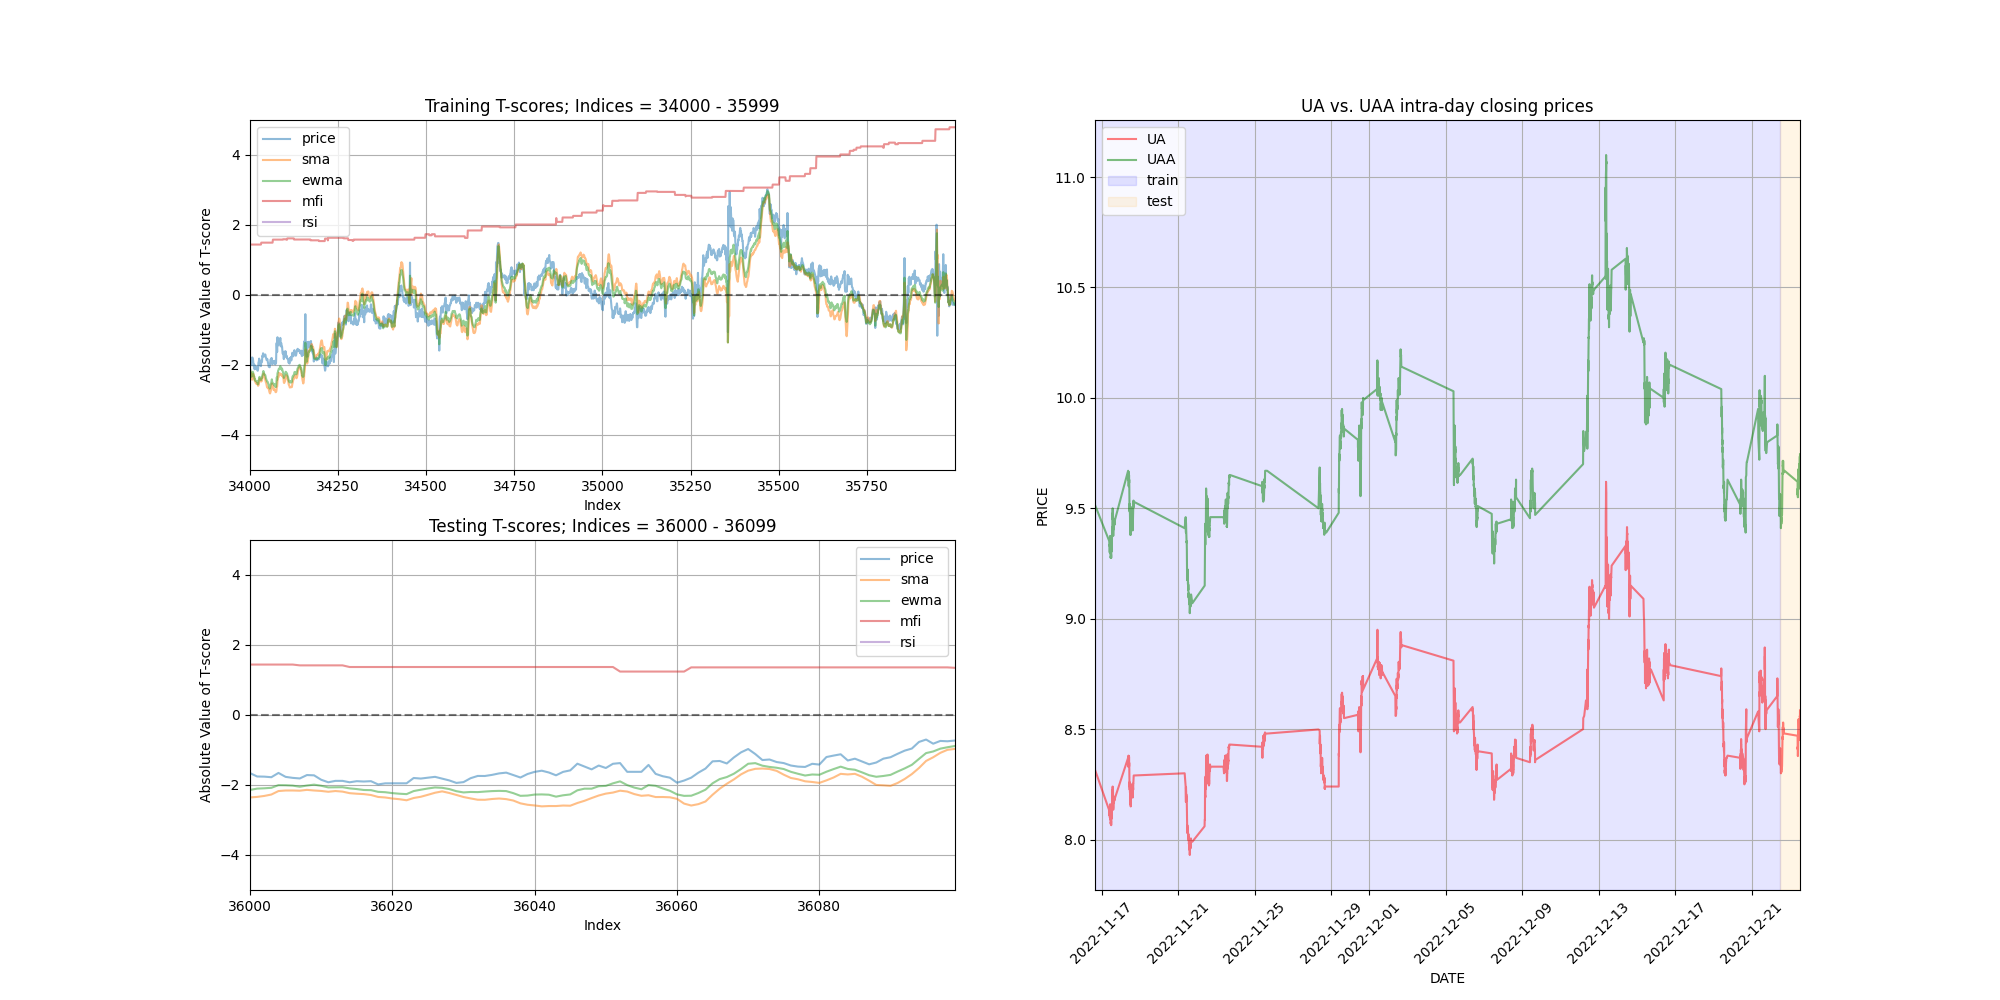 Training T-scores; Indices = 34000 - 35999
price
sma
ewma
mfi
rsi
4
2
0
−2
−4
Absolute Value of T-score
34000 34250 34500 34750 35000 35250 35500 35750
Index
Testing T-scores; Indices = 36000 - 36099
price
sma
ewma
mfi
rsi
4
2
0
−2
−4
Absolute Value of T-score
36000 36020 36040 36060 36080
Index
UA vs. UAA intra-day closing prices
UA
UAA
train
test
11.0
10.5
10.0
9.5
9.0
8.5
8.0
PRICE
2022-11-17 2022-11-21 2022-11-25 2022-11-29 2022-12-01 2022-12-05 2022-12-09 2022-12-13 2022-12-17 2022-12-21
DATE